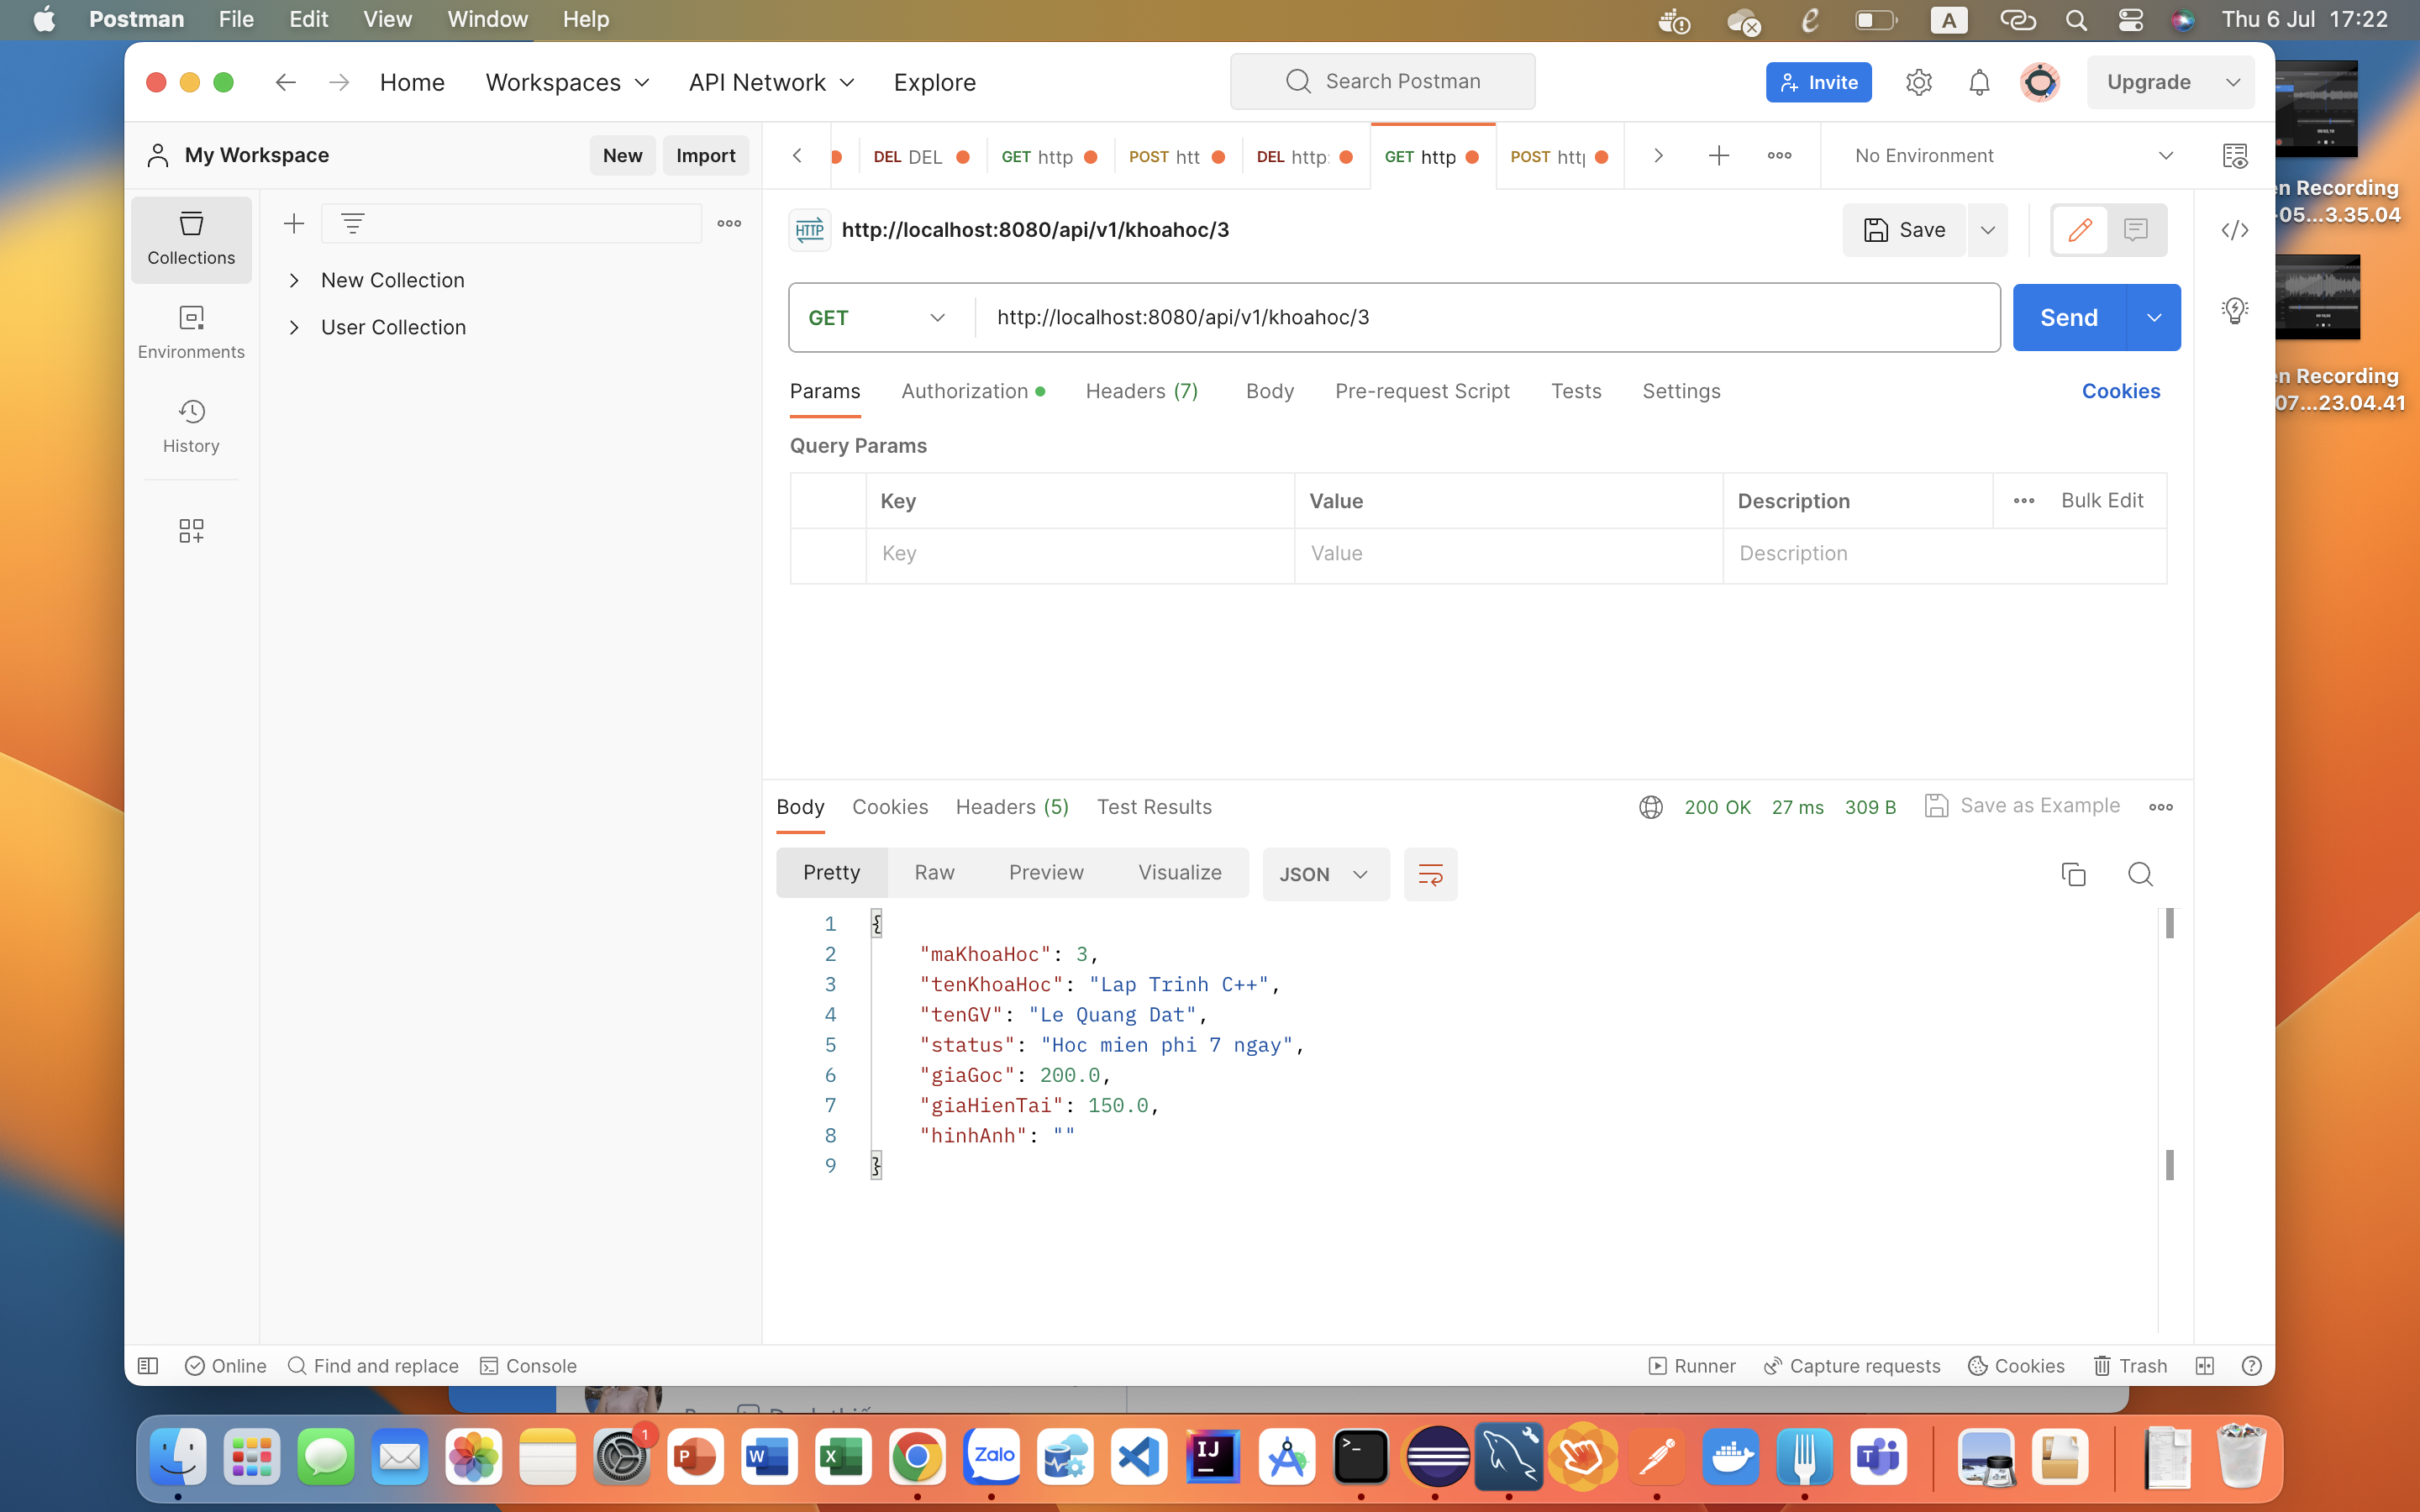 Postman File Edit View Window Help A Thu 6 Jul 17:22
Home Workspaces API Network Explore Search Postman Invite Upgrade
My Workspace New Import DEL DEL GET http POST htt DEL http: GET http POST http No Environment
en Recording
-05...3.35.04
Collections
http://localhost:8080/api/v1/khoahoc/3 Save
HTTP
New Collection
User Collection
GET http://localhost:8080/api/v1/khoahoc/3 Send
Environments
en Recording
07...23.04.41
Params Authorization Headers (7) Body Pre-request Script Tests Settings Cookies
History
Query Params
Key Value Description Bulk Edit
Key Value Description
Body Cookies Headers (5) Test Results 200 OK 27 ms 309 B Save as Example
Pretty Raw Preview Visualize JSON
1 {
2 "maKhoaHoc": 3,
3 "tenKhoaHoc": "Lap Trinh C++",
4 "tenGV": "Le Quang Dat",
5 "status": "Hoc mien phi 7 ngay",
6 "giaGoc": 200.0,
7 "giaHienTai": 150.0,
8 "hinhAnh": ""
9 }
Online Find and replace Console Runner Capture requests Cookies Trash
1
P W X Zalo IJ >_ T